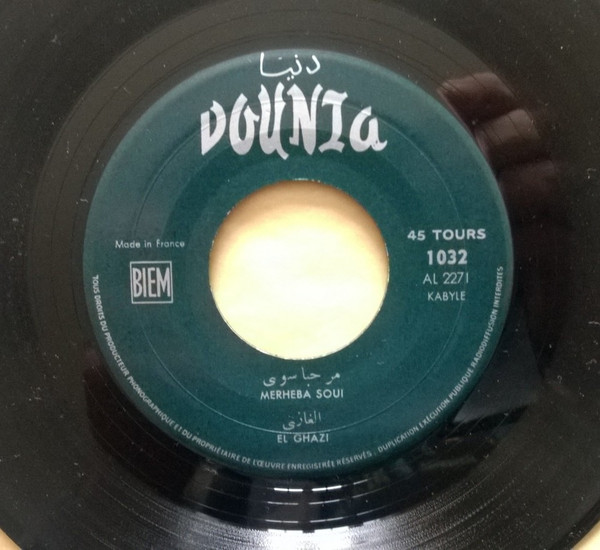 دنيا
DOUNIa
Made in France
BIEM
45 TOURS
1032
AL 2271
KABYLE
مرحبا سوى
MERHEBA SOUI
الغازي
EL GHAZI
TOUS DROITS DU PRODUCTEUR PHONOGRAPHIQUE ET DU PROPRIÉTAIRE DE L'ŒUVRE ENREGISTRÉE RÉSERVÉS - DUPLICATION EXÉCUTION PUBLIQUE RADIODIFFUSION INTERDITES